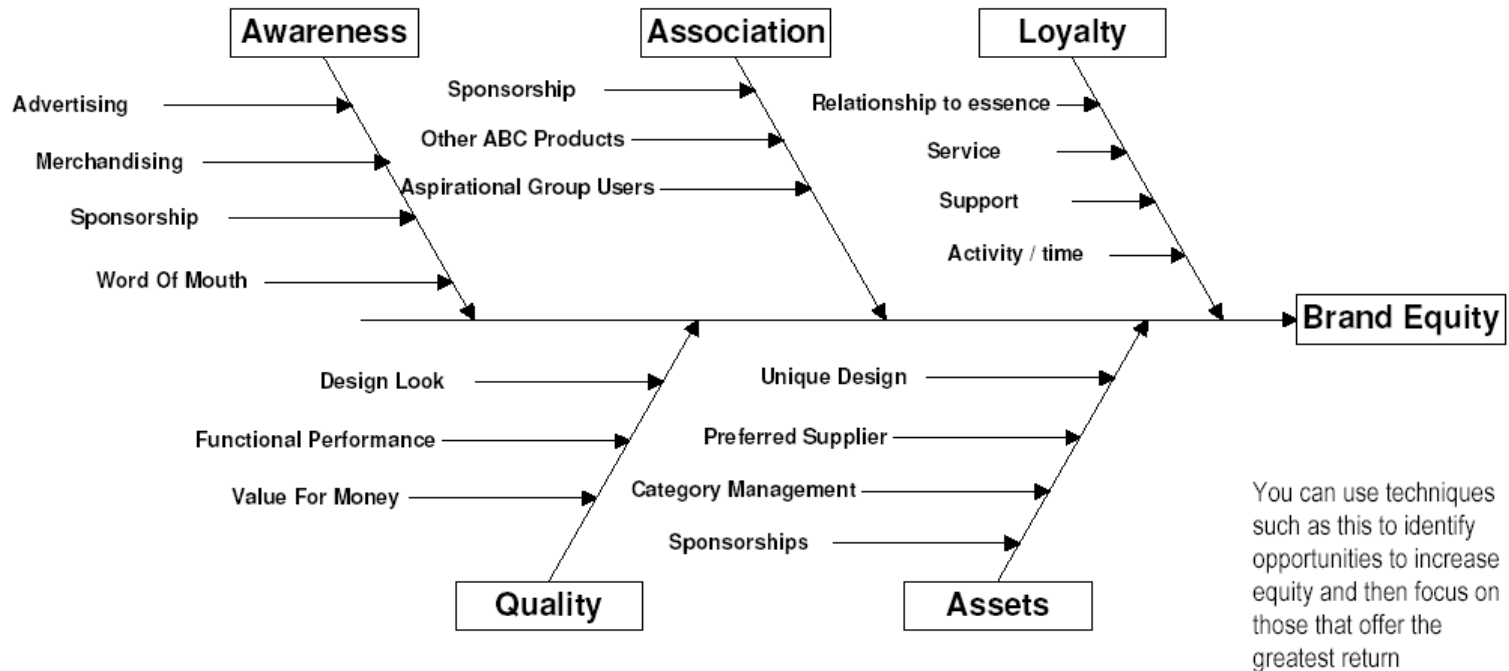 Awareness
Association
Loyalty
Advertising
Merchandising
Sponsorship
Word Of Mouth
Sponsorship
Other ABC Products
Aspirational Group Users
Relationship to essence
Service
Support
Activity / time
Brand Equity
Design Look
Functional Performance
Value For Money
Unique Design
Preferred Supplier
Category Management
Sponsorships
Quality
Assets
You can use techniques
such as this to identify
opportunities to increase
equity and then focus on
those that offer the
greatest return